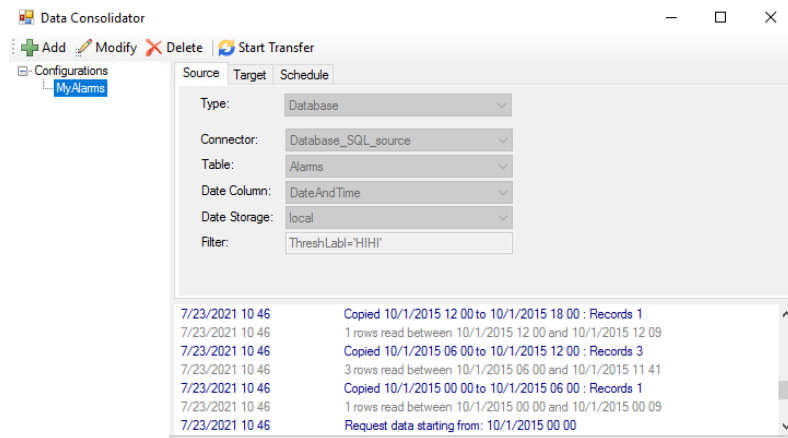 Data Consolidator
Add Modify Delete Start Transfer
Configurations
MyAlarms
Source Target Schedule
Type: Database
Connector: Database_SQL_source
Table: Alarms
Date Column: DateAndTime
Date Storage: local
Filter: ThreshLabl='HIHI'
7/23/2021 10 46 Copied 10/1/2015 12 00 to 10/1/2015 18 00 : Records 1
7/23/2021 10 46 1 rows read between 10/1/2015 12 00 and 10/1/2015 12 09
7/23/2021 10 46 Copied 10/1/2015 06 00 to 10/1/2015 12 00 : Records 3
7/23/2021 10 46 3 rows read between 10/1/2015 06 00 and 10/1/2015 11 41
7/23/2021 10 46 Copied 10/1/2015 00 00 to 10/1/2015 06 00 : Records 1
7/23/2021 10 46 1 rows read between 10/1/2015 00 00 and 10/1/2015 00 09
7/23/2021 10 46 Request data starting from: 10/1/2015 00 00